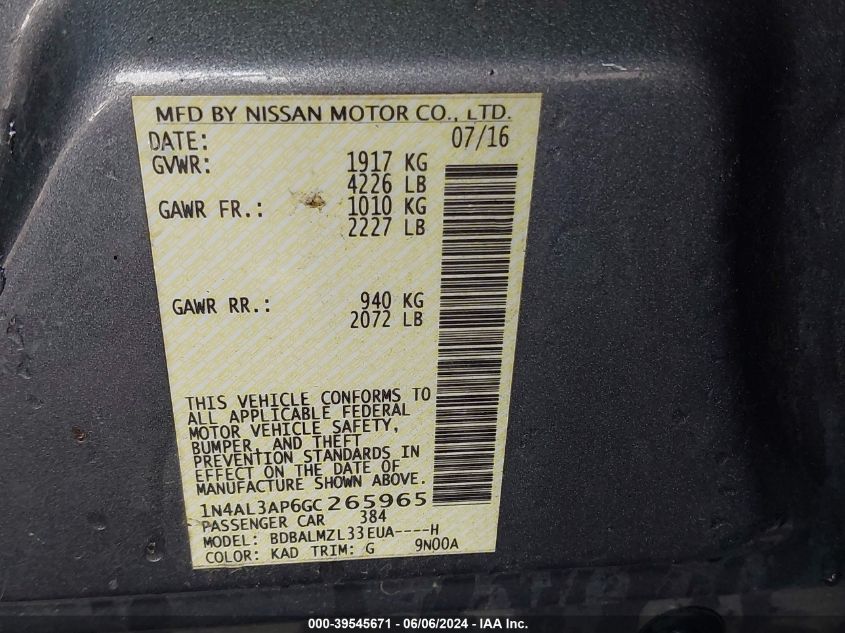 MFD BY NISSAN MOTOR CO., LTD.
DATE: 07/16
GVWR: 1917 KG
4226 LB
GAWR FR.: 1010 KG
2227 LB
GAWR RR.: 940 KG
2072 LB
THIS VEHICLE CONFORMS TO
ALL APPLICABLE FEDERAL
MOTOR VEHICLE SAFETY,
BUMPER, AND THEFT
PREVENTION STANDARDS IN
EFFECT ON THE DATE OF
MANUFACTURE SHOWN ABOVE.
1N4AL3AP6GC265965
PASSENGER CAR 384
MODEL: BDBALMZL33EUA----H
COLOR: KAD TRIM: G 9N00A
000-39545671 - 06/06/2024 - IAA Inc.